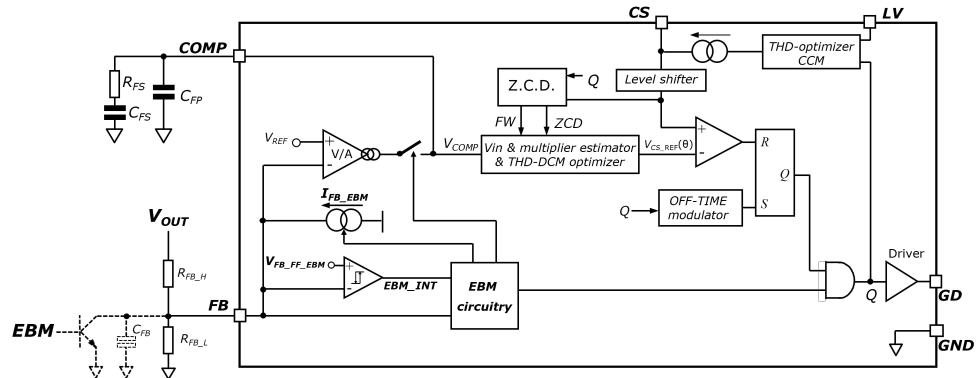 CS
LV
COMP
THD-optimizer
CCM
R_FS
C_FP
C_FS
Z.C.D.
Q
Level shifter
FW
ZCD
V_REF
+
V/A
-
V_COMP
Vin & multiplier estimator
& THD-DCM optimizer
V_CS_REF(θ)
+
-
R
Q
S
I_FB_EBM
Q
OFF-TIME
modulator
V_OUT
R_FB_H
V_FB_FF_EBM
+
-
EBM_INT
EBM
circuitry
Driver
Q
GD
FB
EBM
C_FB
R_FB_L
GND